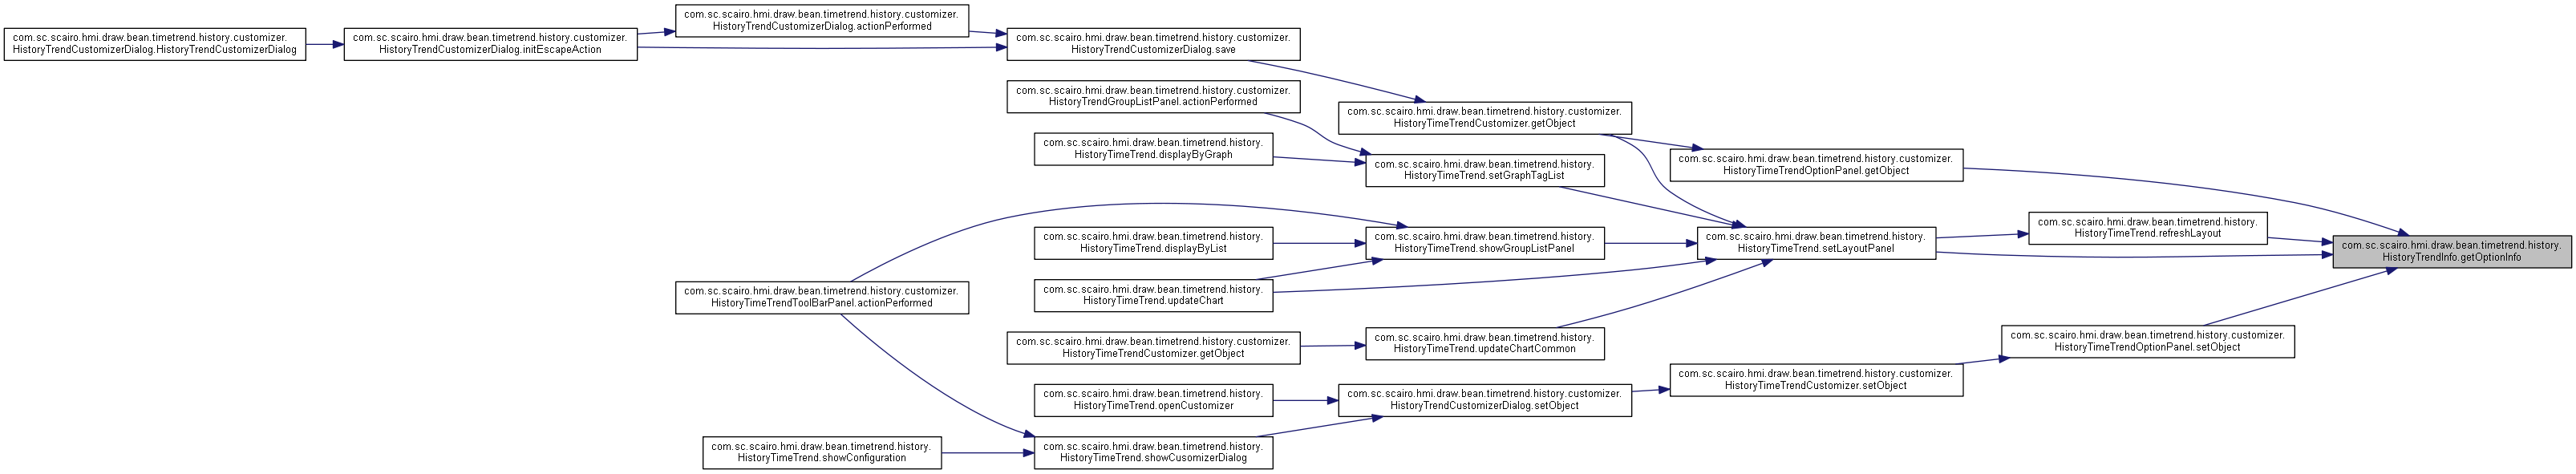 com.sc.scairo.hmi.draw.bean.timetrend.history.customizer.
HistoryTrendCustomizerDialog.HistoryTrendCustomizerDialog
com.sc.scairo.hmi.draw.bean.timetrend.history.customizer.
HistoryTrendCustomizerDialog.initEscapeAction
com.sc.scairo.hmi.draw.bean.timetrend.history.customizer.
HistoryTrendCustomizerDialog.actionPerformed
com.sc.scairo.hmi.draw.bean.timetrend.history.customizer.
HistoryTrendCustomizerDialog.save
com.sc.scairo.hmi.draw.bean.timetrend.history.customizer.
HistoryTrendGroupListPanel.actionPerformed
com.sc.scairo.hmi.draw.bean.timetrend.history.customizer.
HistoryTimeTrendCustomizer.getObject
com.sc.scairo.hmi.draw.bean.timetrend.history.
HistoryTimeTrend.displayByGraph
com.sc.scairo.hmi.draw.bean.timetrend.history.
HistoryTimeTrend.setGraphTagList
com.sc.scairo.hmi.draw.bean.timetrend.history.customizer.
HistoryTimeTrendOptionPanel.getObject
com.sc.scairo.hmi.draw.bean.timetrend.history.
HistoryTimeTrend.refreshLayout
com.sc.scairo.hmi.draw.bean.timetrend.history.
HistoryTimeTrend.displayByList
com.sc.scairo.hmi.draw.bean.timetrend.history.
HistoryTimeTrend.showGroupListPanel
com.sc.scairo.hmi.draw.bean.timetrend.history.
HistoryTimeTrend.setLayoutPanel
com.sc.scairo.hmi.draw.bean.timetrend.history.
HistoryTrendInfo.getOptionInfo
com.sc.scairo.hmi.draw.bean.timetrend.history.customizer.
HistoryTimeTrendToolBarPanel.actionPerformed
com.sc.scairo.hmi.draw.bean.timetrend.history.
HistoryTimeTrend.updateChart
com.sc.scairo.hmi.draw.bean.timetrend.history.customizer.
HistoryTimeTrendCustomizer.getObject
com.sc.scairo.hmi.draw.bean.timetrend.history.
HistoryTimeTrend.updateChartCommon
com.sc.scairo.hmi.draw.bean.timetrend.history.customizer.
HistoryTimeTrendOptionPanel.setObject
com.sc.scairo.hmi.draw.bean.timetrend.history.customizer.
HistoryTimeTrendCustomizer.setObject
com.sc.scairo.hmi.draw.bean.timetrend.history.
HistoryTimeTrend.openCustomizer
com.sc.scairo.hmi.draw.bean.timetrend.history.customizer.
HistoryTrendCustomizerDialog.setObject
com.sc.scairo.hmi.draw.bean.timetrend.history.
HistoryTimeTrend.showConfiguration
com.sc.scairo.hmi.draw.bean.timetrend.history.
HistoryTimeTrend.showCusomizerDialog